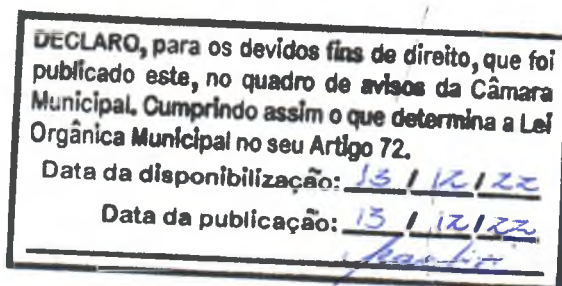 DECLARO, para os devidos fins de direito, que foi
publicado este, no quadro de avisos da Câmara
Municipal. Cumprindo assim o que determina a Lei
Orgânica Municipal no seu Artigo 72.
Data da disponibilização: 13 / 12 / 22
Data da publicação: 13 / 12 / 22